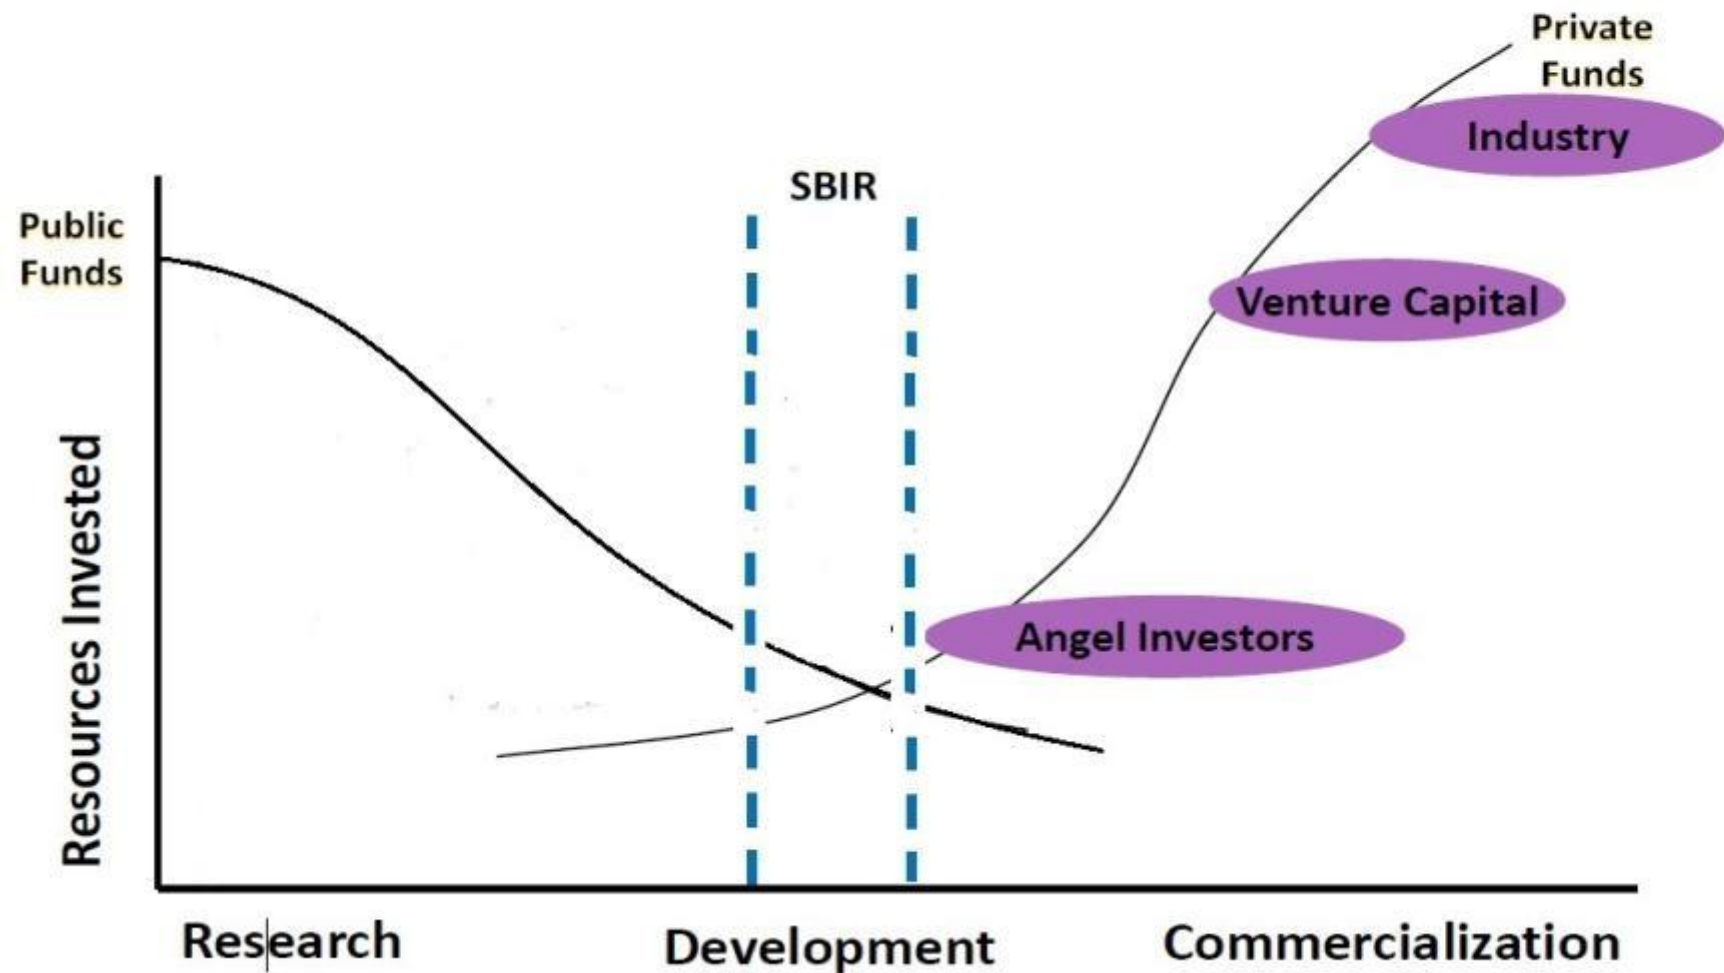 Private
Funds
Industry
SBIR
Public
Funds
Venture Capital
Resources Invested
Angel Investors
Research
Development
Commercialization